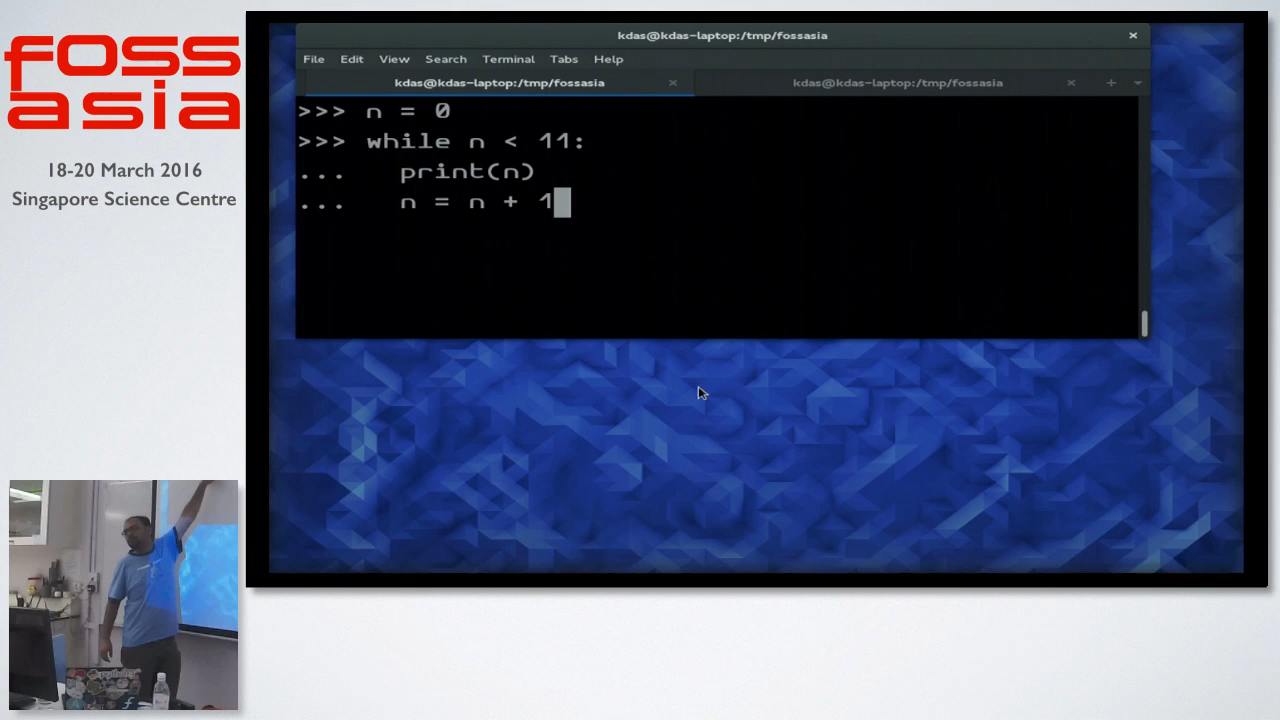 foss
asia
18-20 March 2016
Singapore Science Centre
kdas@kdas-laptop:/tmp/fossasia
File Edit View Search Terminal Tabs Help
kdas@kdas-laptop:/tmp/fossasia kdas@kdas-laptop:/tmp/fossasia
>>> n = 0
>>> while n < 11:
... print(n)
... n = n + 1